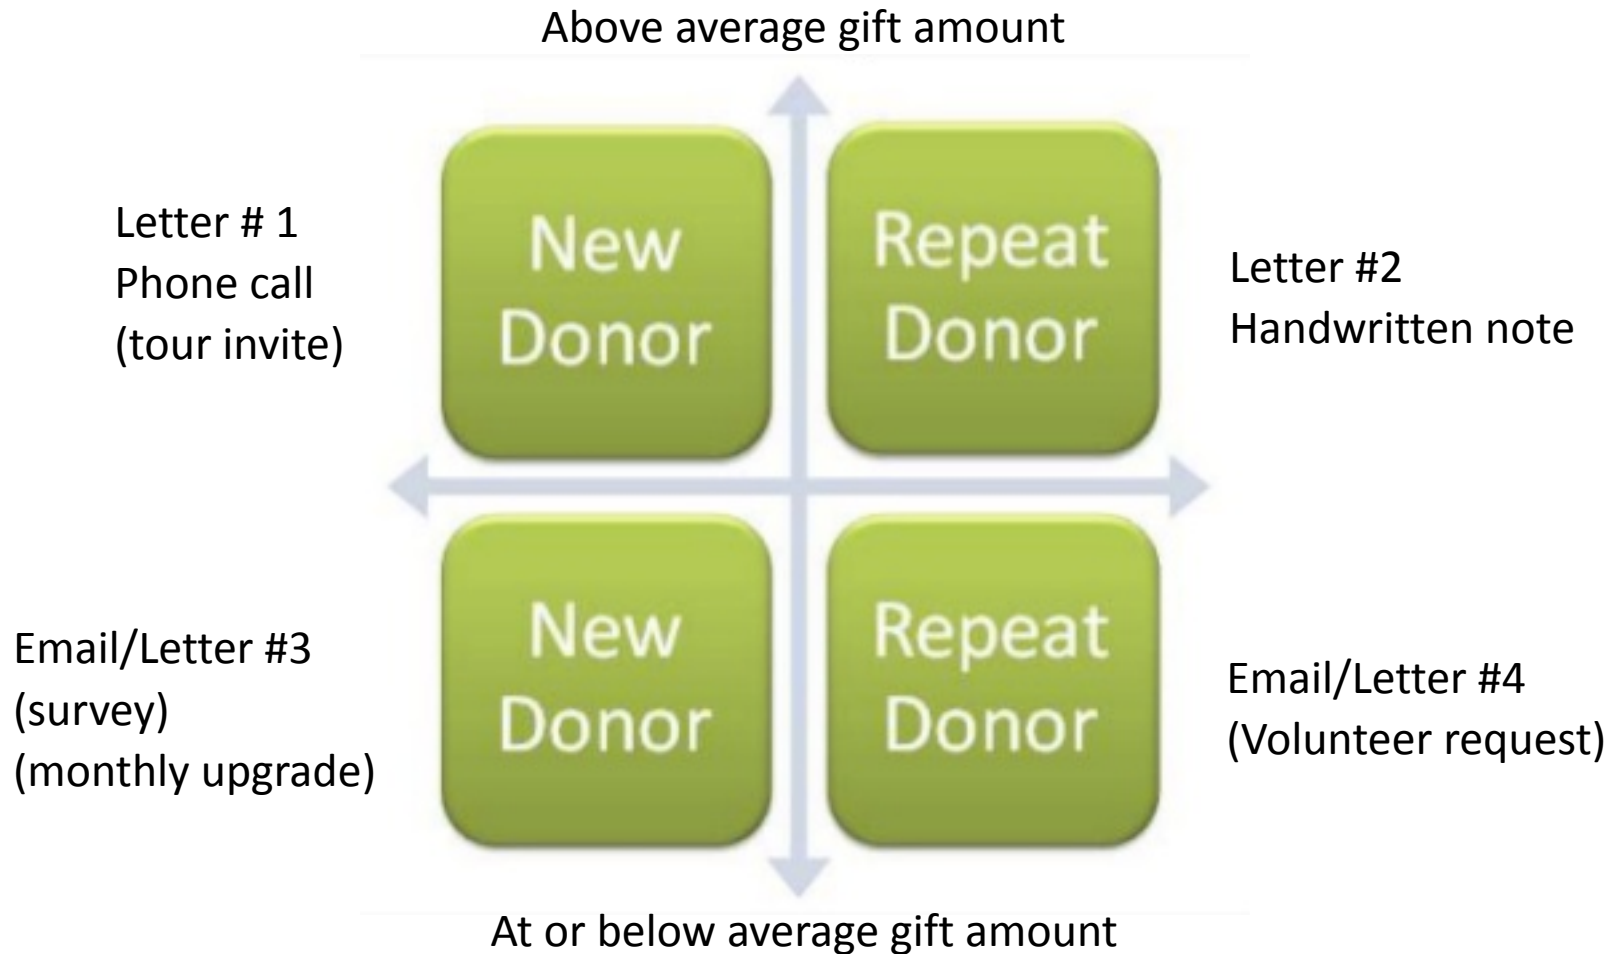 Above average gift amount
Letter # 1
Phone call
(tour invite)
New
Donor
Repeat
Donor
Letter #2
Handwritten note
Email/Letter #3
(survey)
(monthly upgrade)
New
Donor
Repeat
Donor
Email/Letter #4
(Volunteer request)
At or below average gift amount